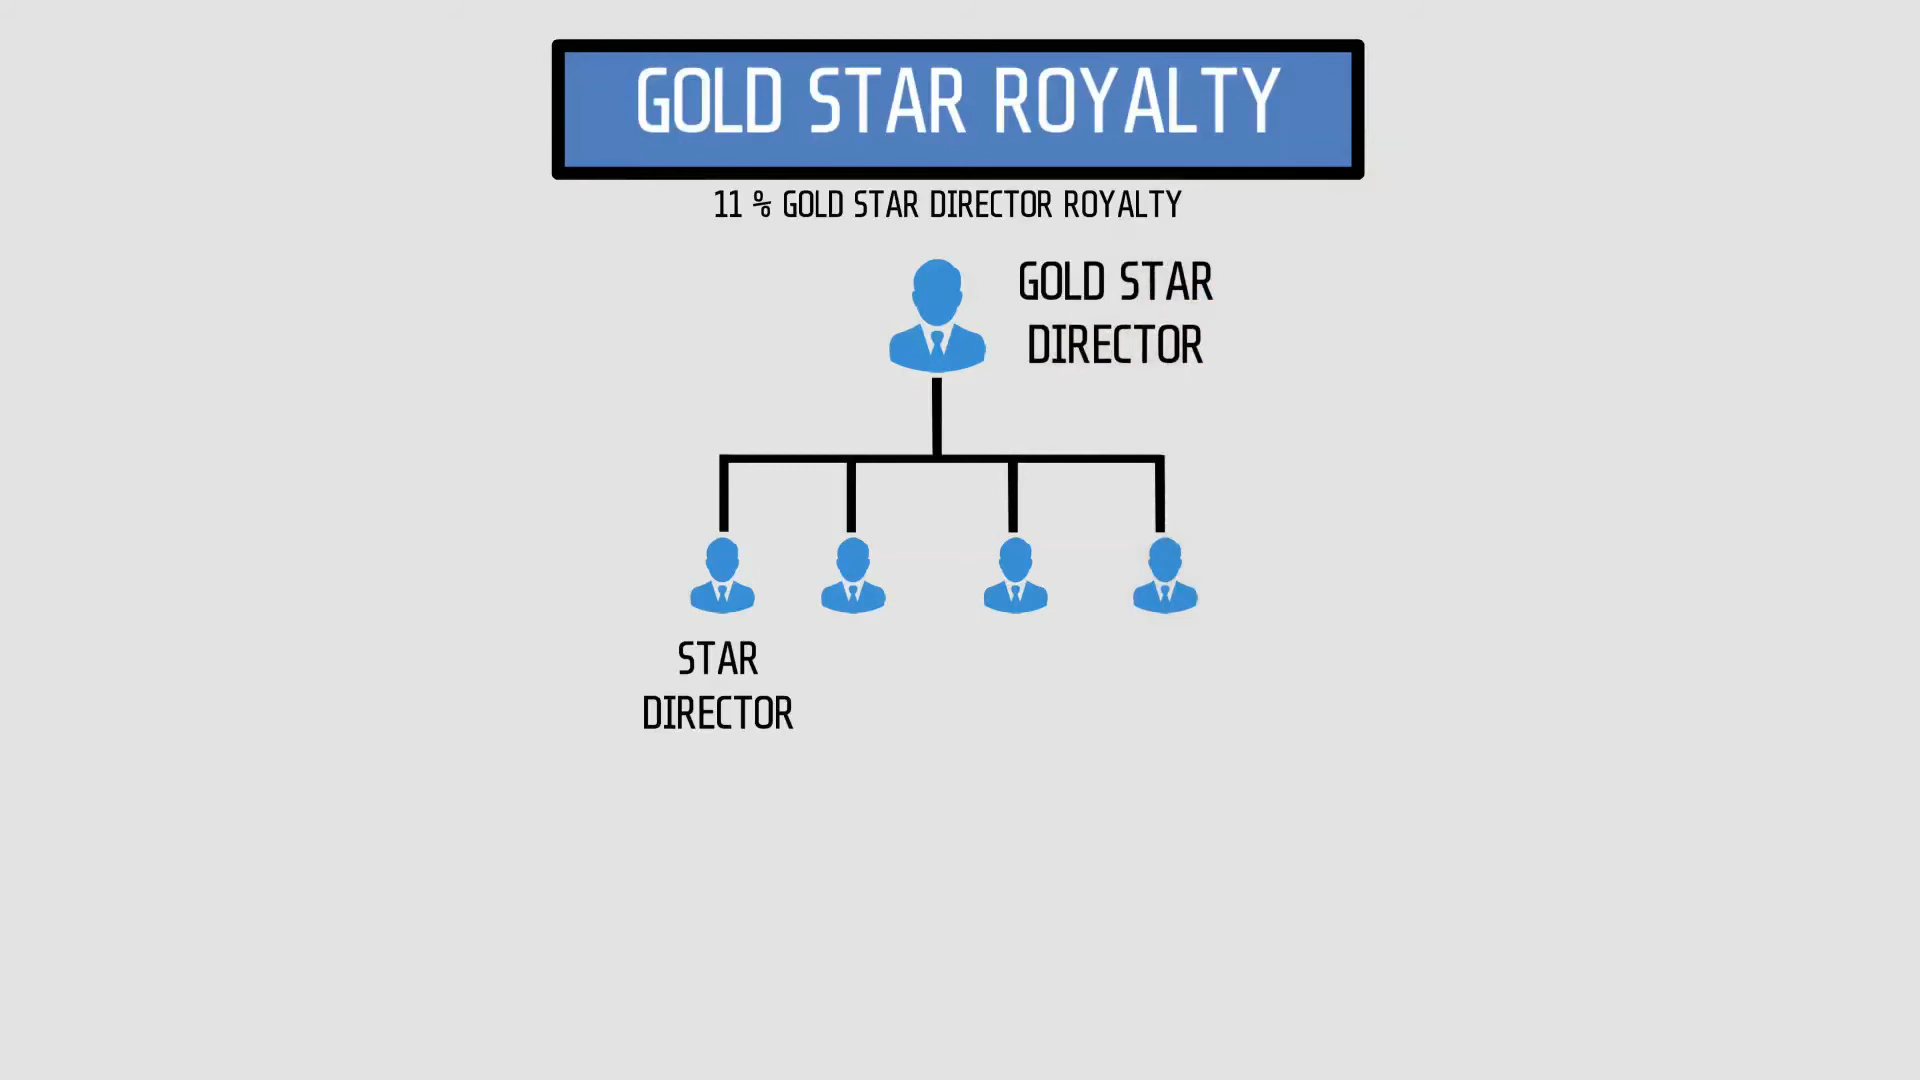 GOLD STAR ROYALTY
11 % GOLD STAR DIRECTOR ROYALTY
GOLD STAR
DIRECTOR
STAR
DIRECTOR